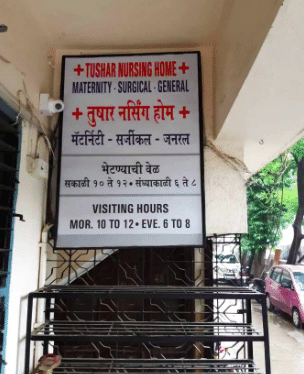 TUSHAR NURSING HOME
MATERNITY - SURGICAL - GENERAL
तुषार नर्सिंग होम
मॅटर्निटी - सर्जीकल - जनरल
भेटण्याची वेळ
सकाळी १० ते १२ • संध्याकाळी ६ ते ८
VISITING HOURS
MOR. 10 TO 12 • EVE. 6 TO 8